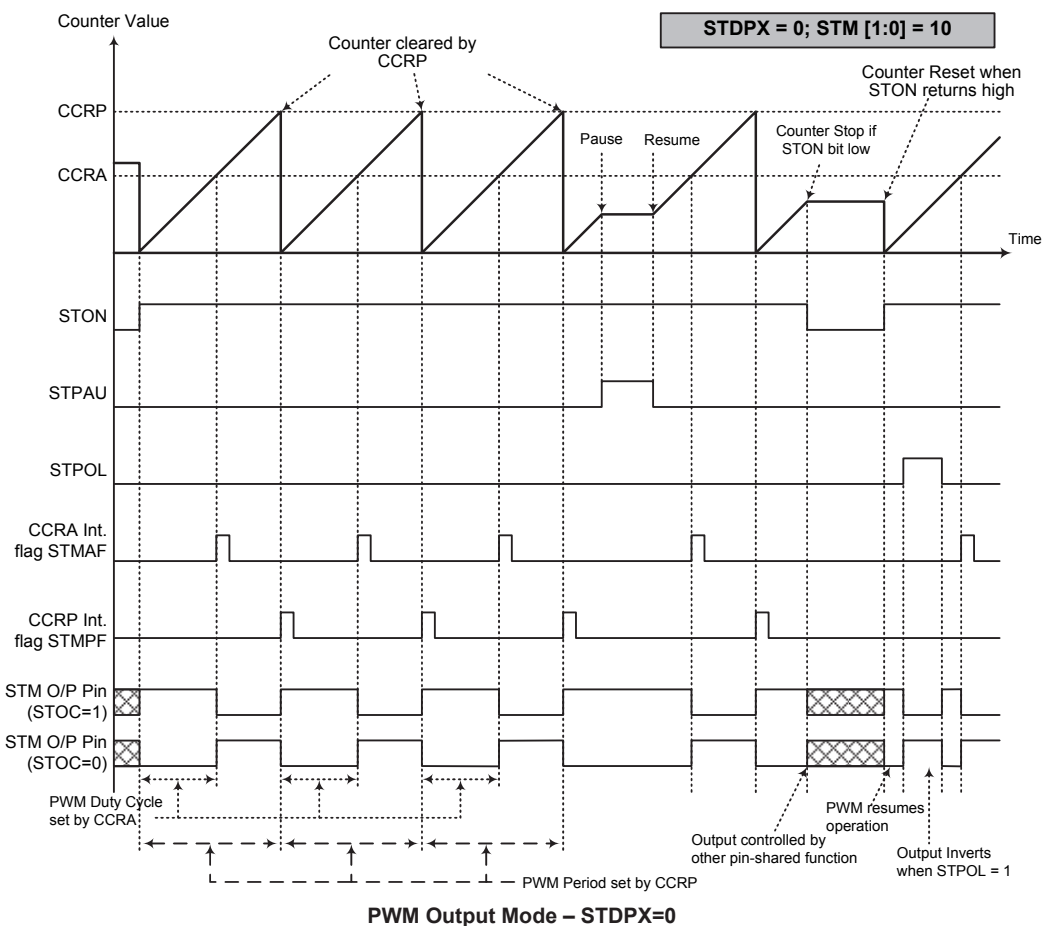 Counter Value
STDPX = 0; STM [1:0] = 10
Counter cleared by
CCRP
Counter Reset when
STON returns high
CCRP
Pause
Resume
Counter Stop if
STON bit low
CCRA
Time
STON
STPAU
STPOL
CCRA Int.
flag STMAF
CCRP Int.
flag STMPF
STM O/P Pin
(STOC=1)
STM O/P Pin
(STOC=0)
PWM Duty Cycle
set by CCRA
PWM resumes
operation
Output controlled by
other pin-shared function
Output Inverts
when STPOL = 1
PWM Period set by CCRP
PWM Output Mode – STDPX=0